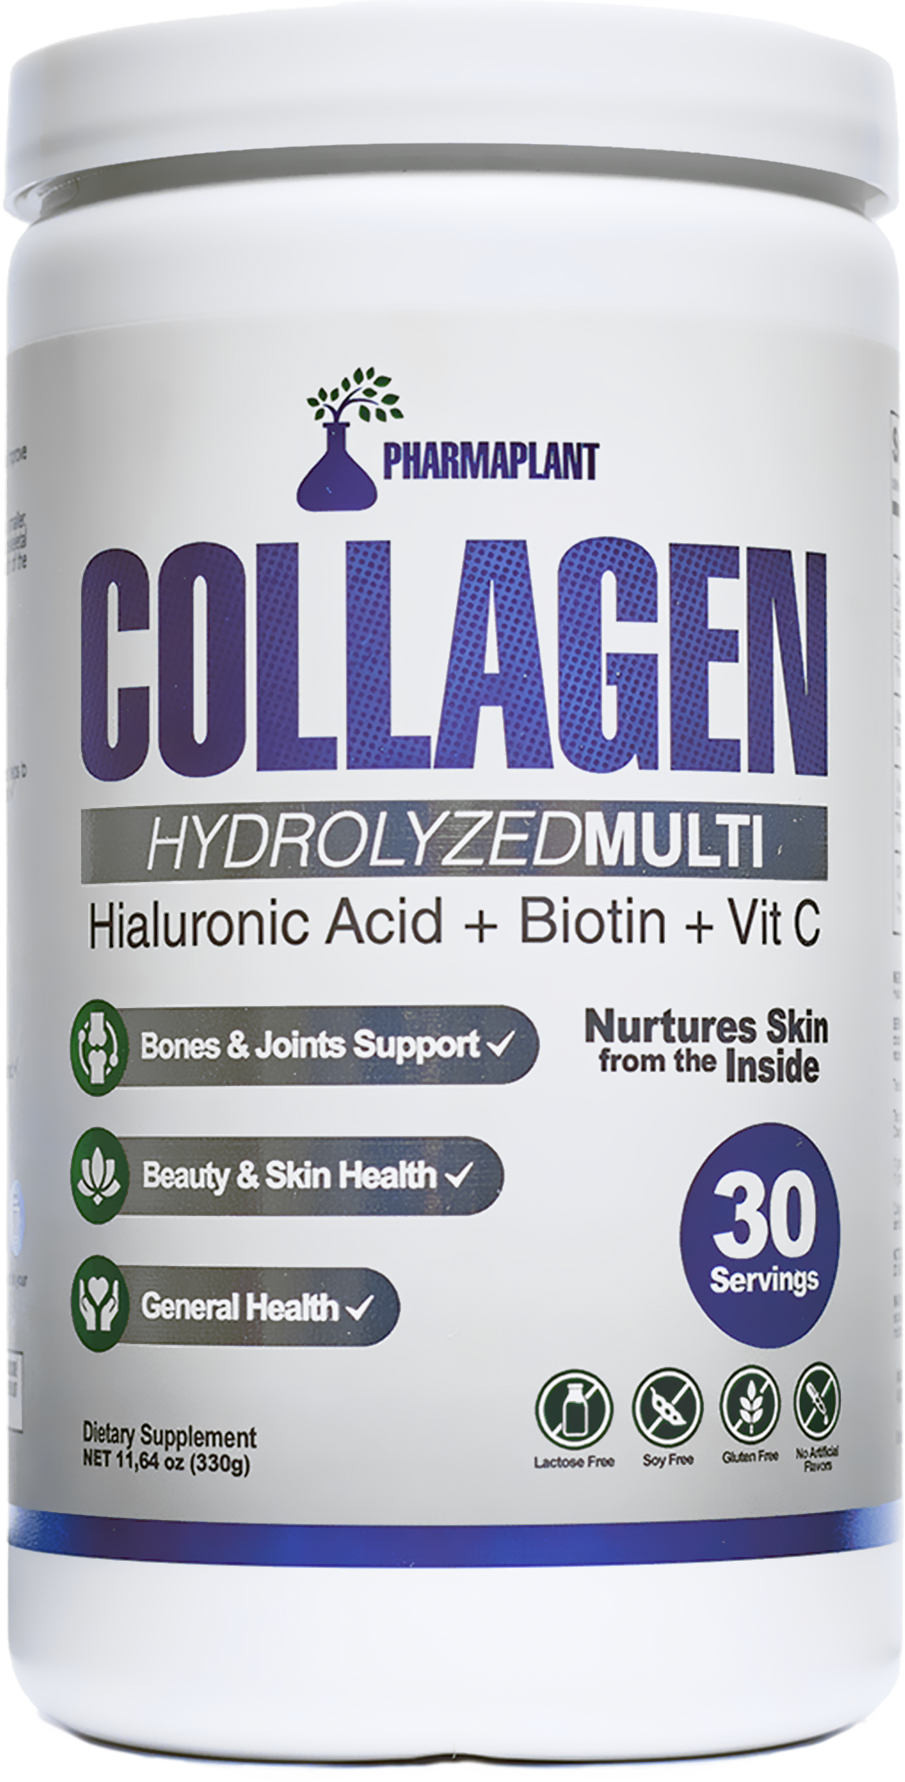 PHARMAPLANT
COLLAGEN
HYDROLYZEDMULTI
Hialuronic Acid + Biotin + Vit C
Bones & Joints Support
Nurtures Skin
from the Inside
Beauty & Skin Health
30
Servings
General Health
Dietary Supplement
NET 11,64 oz (330g)
Lactose Free
Soy Free
Gluten Free
No Artificial
Flavors